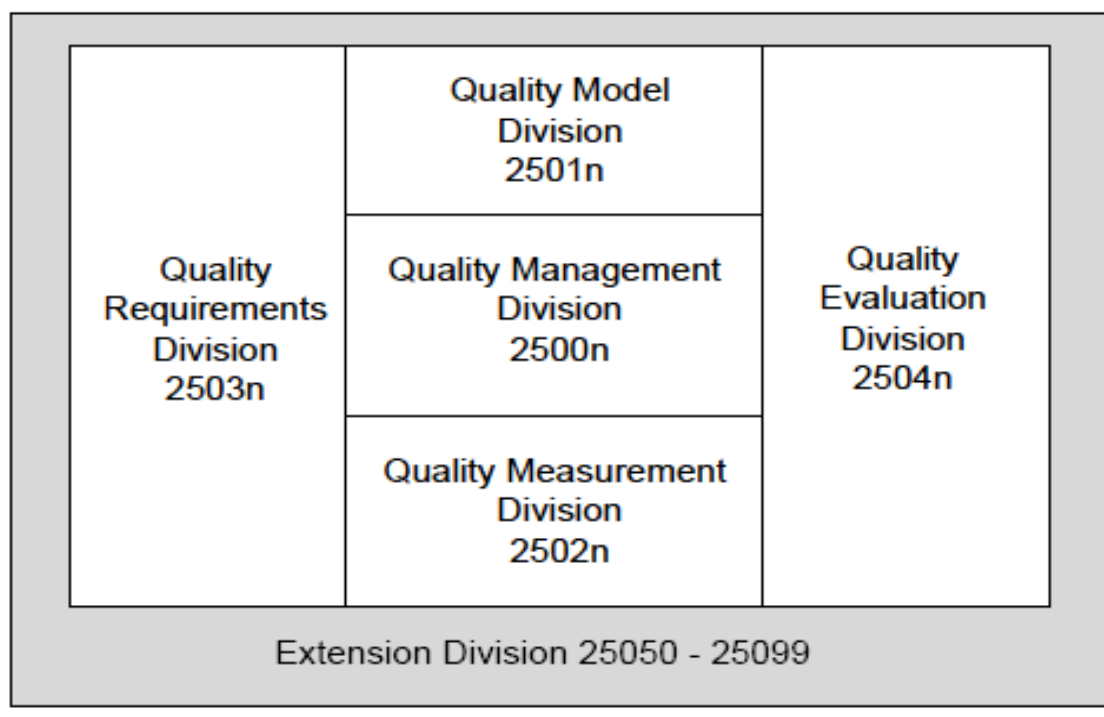 Quality
Requirements
Division
2503n
Quality Model
Division
2501n
Quality Management
Division
2500n
Quality Measurement
Division
2502n
Quality
Evaluation
Division
2504n
Extension Division 25050 - 25099